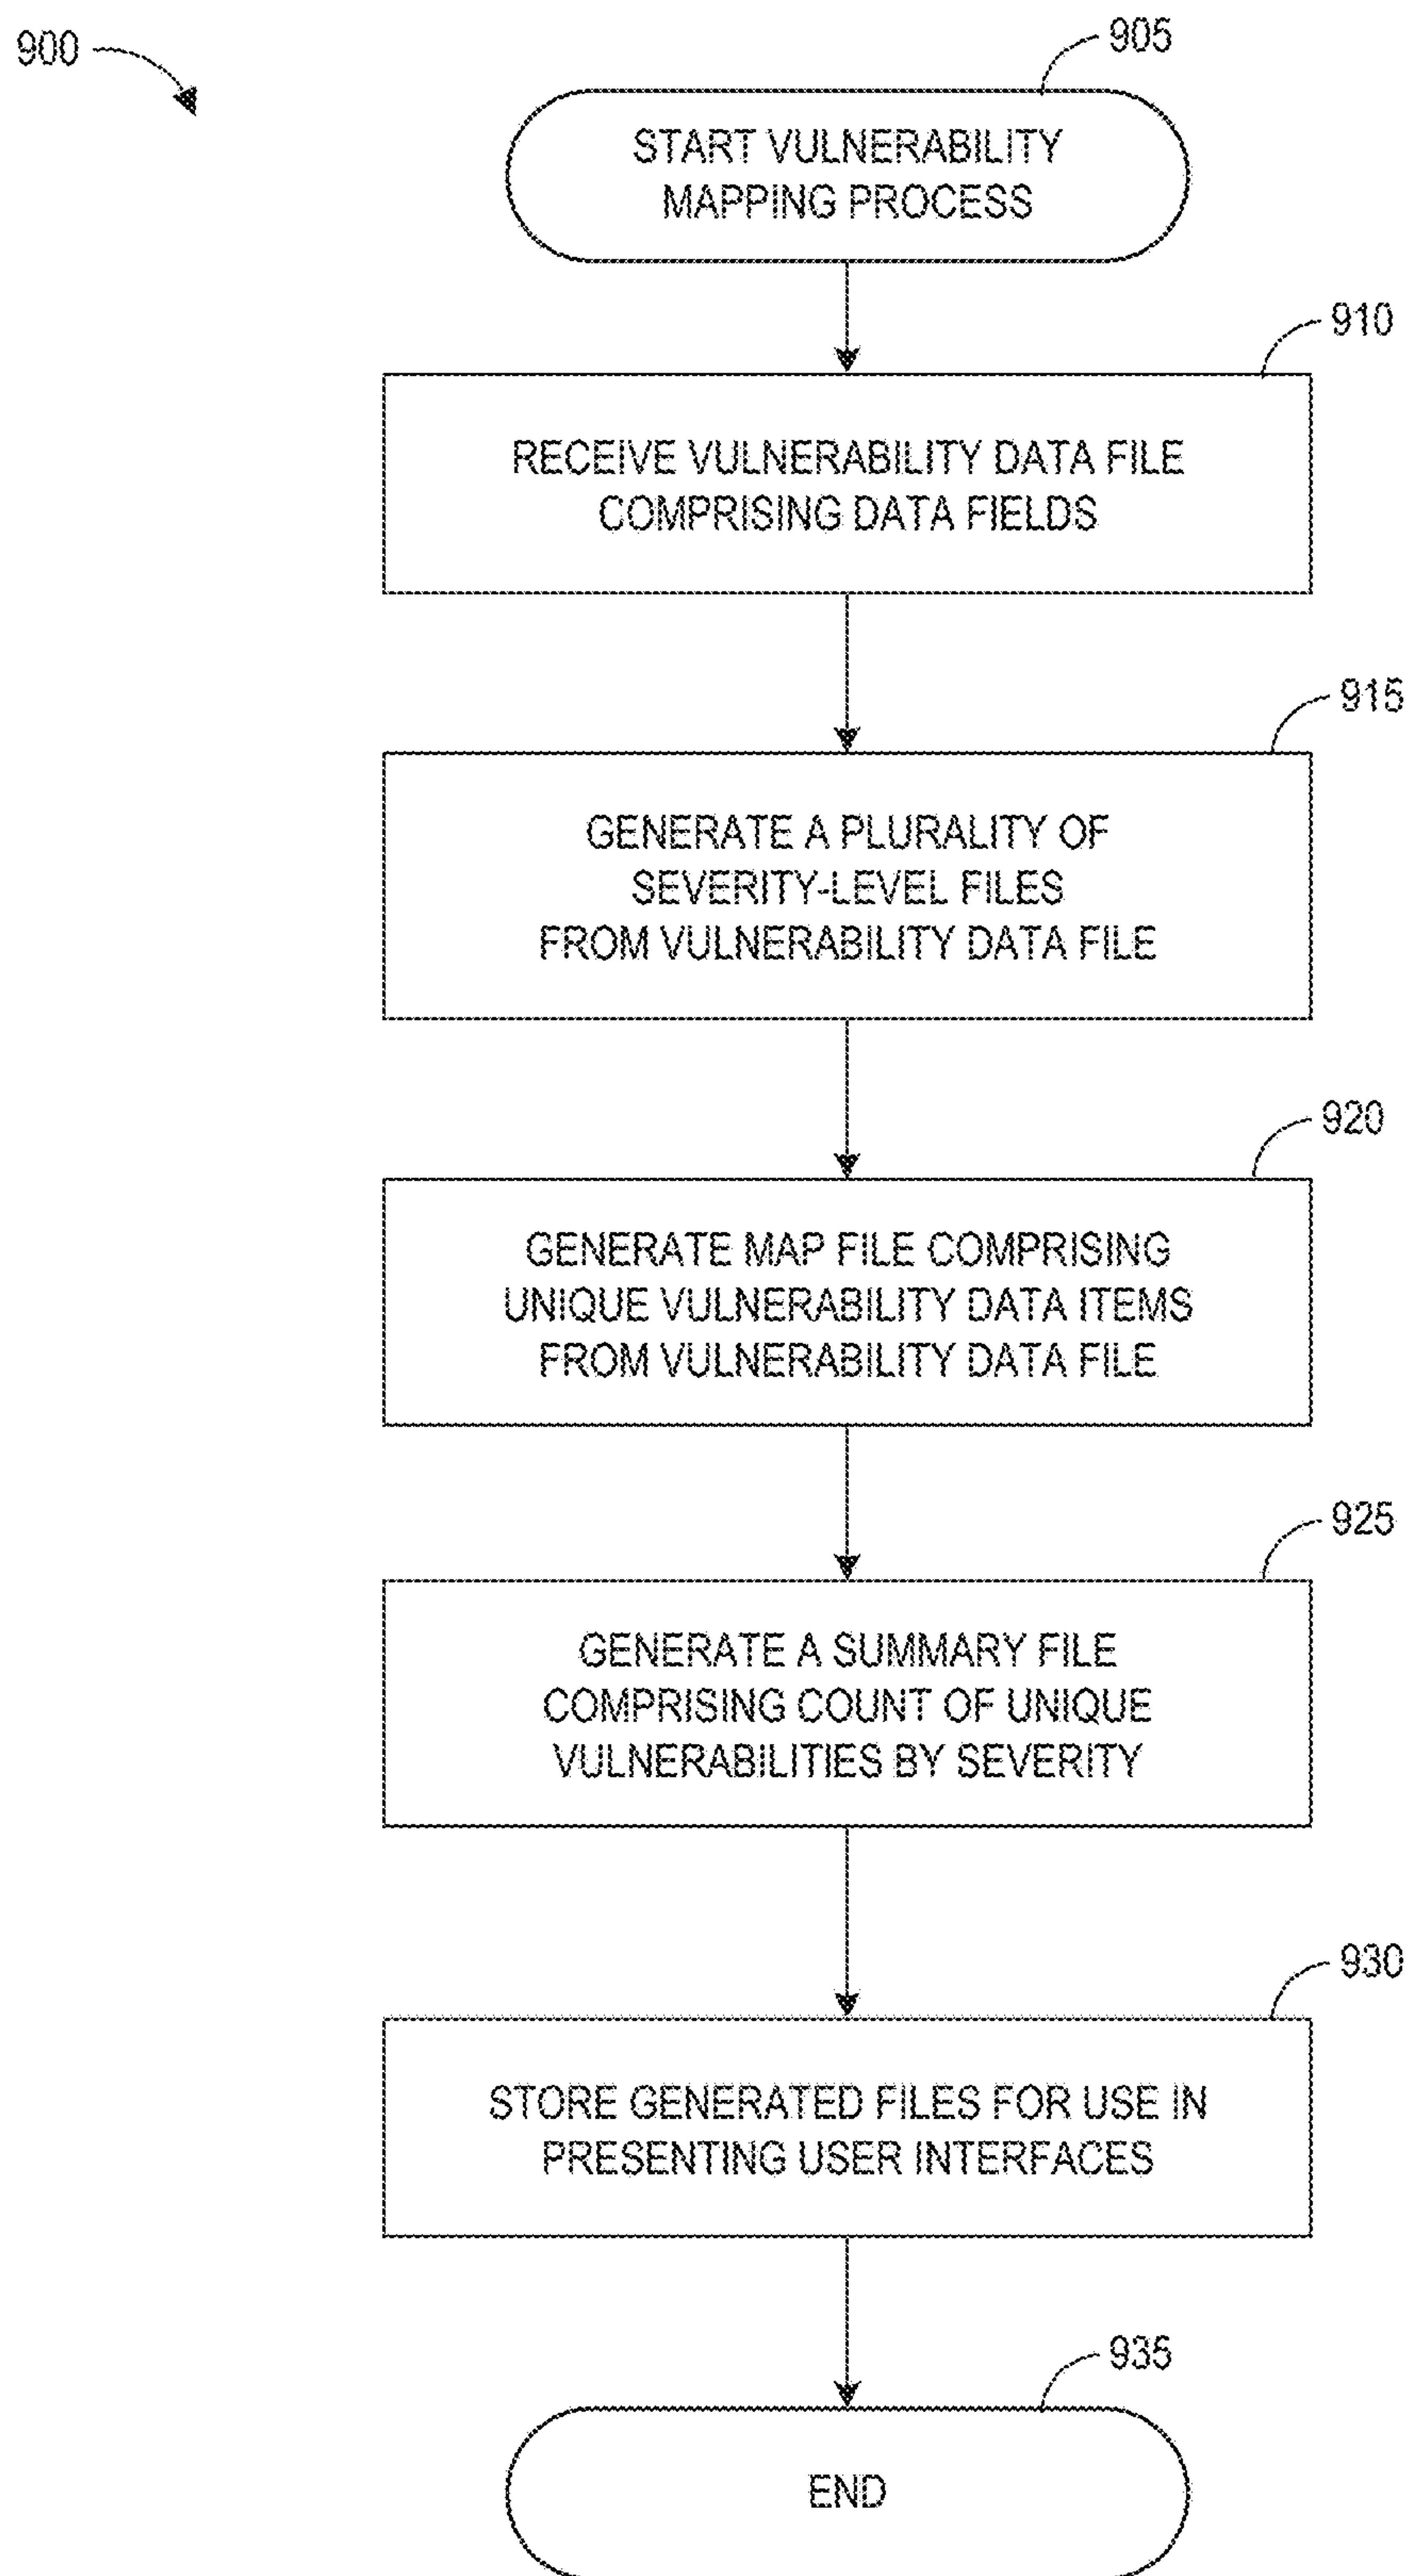 900
905
START VULNERABILITY
MAPPING PROCESS
910
RECEIVE VULNERABILITY DATA FILE
COMPRISING DATA FIELDS
915
GENERATE A PLURALITY OF
SEVERITY-LEVEL FILES
FROM VULNERABILITY DATA FILE
920
GENERATE MAP FILE COMPRISING
UNIQUE VULNERABILITY DATA ITEMS
FROM VULNERABILITY DATA FILE
925
GENERATE A SUMMARY FILE
COMPRISING COUNT OF UNIQUE
VULNERABILITIES BY SEVERITY
930
STORE GENERATED FILES FOR USE IN
PRESENTING USER INTERFACES
935
END